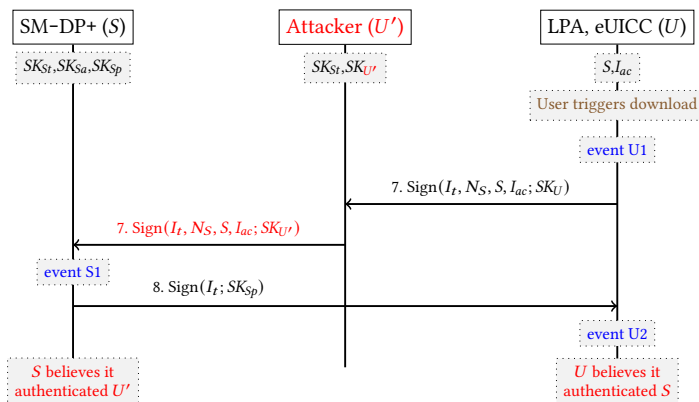 SM-DP+ (S)
Attacker (U′)
LPA, eUICC (U)
SK_St,SK_Sa,SK_Sp
SK_St,SK_U′
S,I_ac
User triggers download
event U1
7. Sign(I_t, N_S, S, I_ac; SK_U)
7. Sign(I_t, N_S, S, I_ac; SK_U′)
event S1
8. Sign(I_t; SK_Sp)
event U2
S believes it
authenticated U′
U believes it
authenticated S